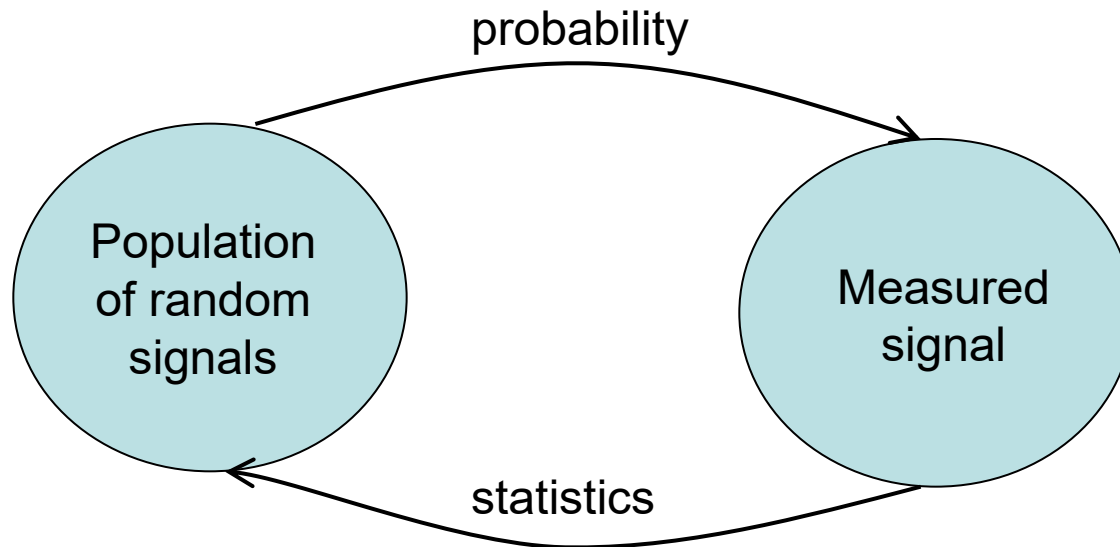 probability
Population
of random
signals
Measured
signal
statistics